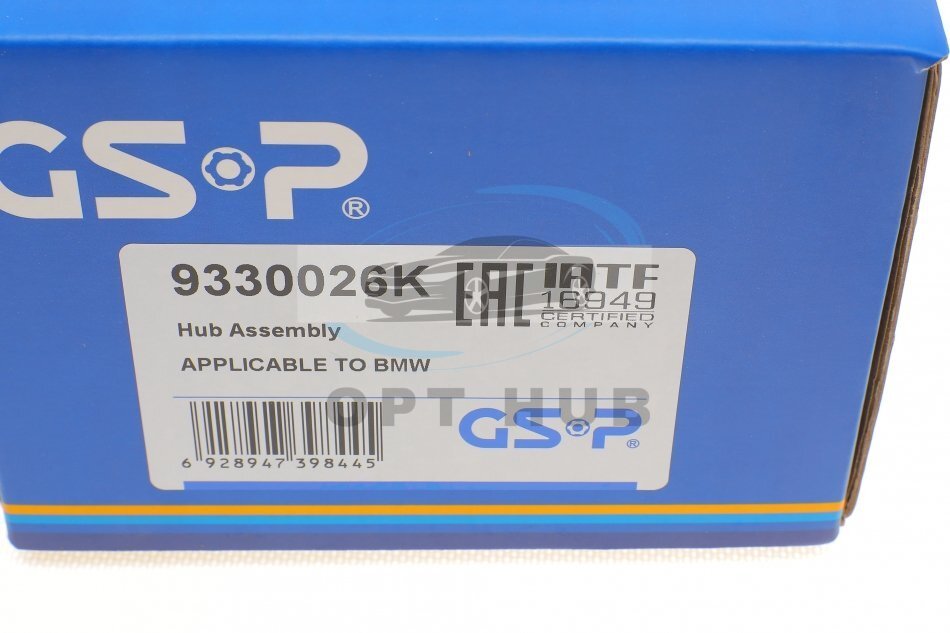 GSP®
9330026K
EAC
IATF
16949
CERTIFIED
COMPANY
Hub Assembly
APPLICABLE TO BMW
OPT HUB
6 928947 398445
GSP®